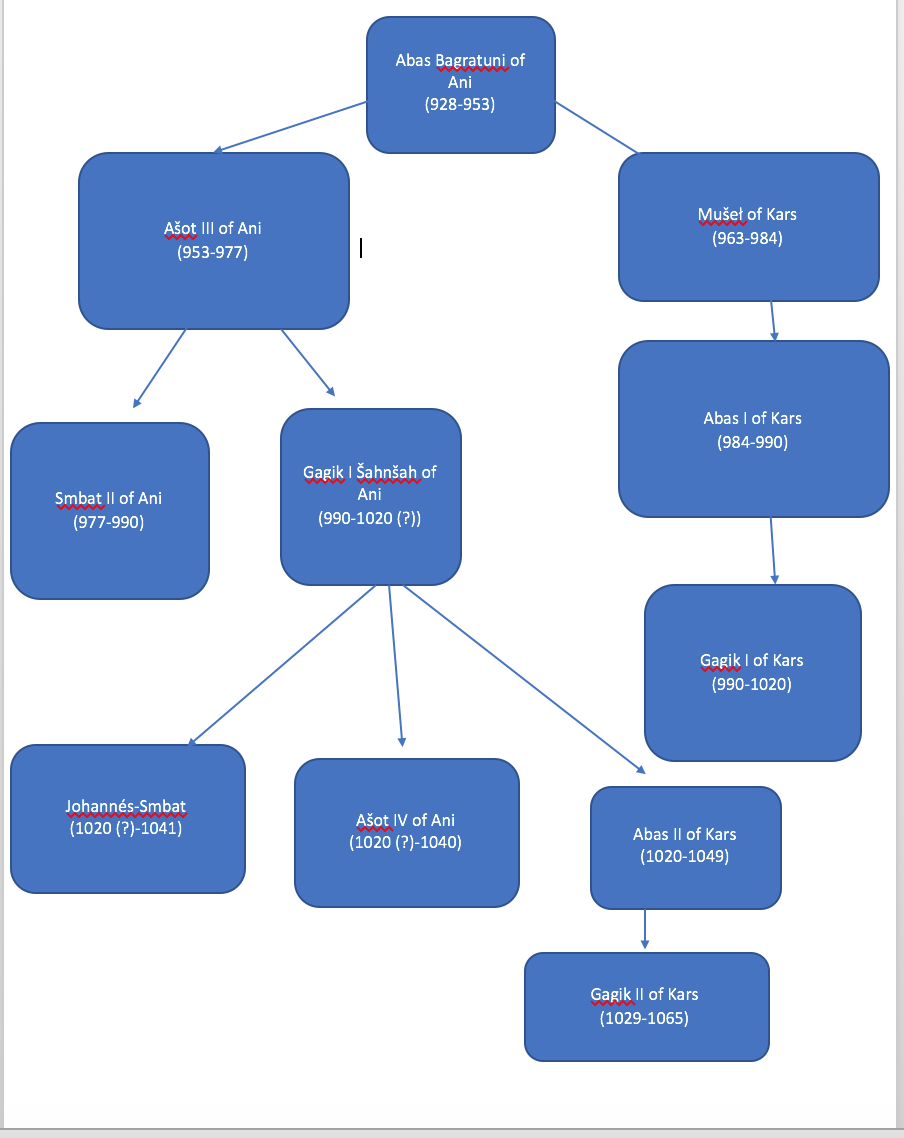 Abas Bagratuni of
Ani
(928-953)
Ašot III of Ani
(953-977)
Mušeł of Kars
(963-984)
Abas I of Kars
(984-990)
Smbat II of Ani
(977-990)
Gagik I Šahnšah of
Ani
(990-1020 (?))
Gagik I of Kars
(990-1020)
Johannés-Smbat
(1020 (?)-1041)
Ašot IV of Ani
(1020 (?)-1040)
Abas II of Kars
(1020-1049)
Gagik II of Kars
(1029-1065)